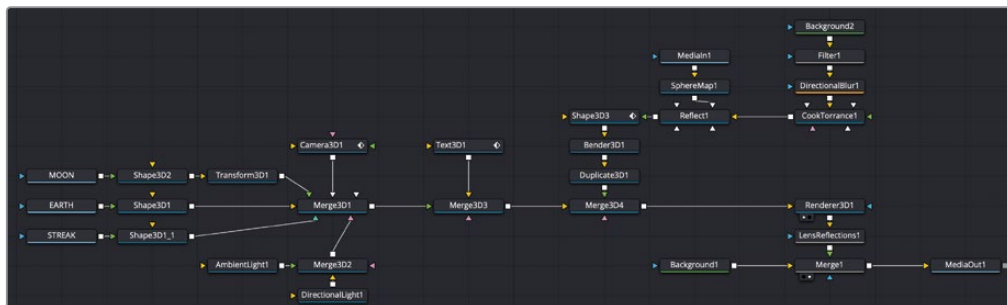 Background2
MediaIn1
Filter1
SphereMap1
DirectionalBlur1
Shape3D3
Reflect1
CookTorrance1
Camera3D1
Text3D1
Bender3D1
MOON
Shape3D2
Transform3D1
Duplicate3D1
EARTH
Shape3D1
Merge3D1
Merge3D3
Merge3D4
Renderer3D1
STREAK
Shape3D1_1
LensReflections1
AmbientLight1
Merge3D2
Background1
Merge1
MediaOut1
DirectionalLight1